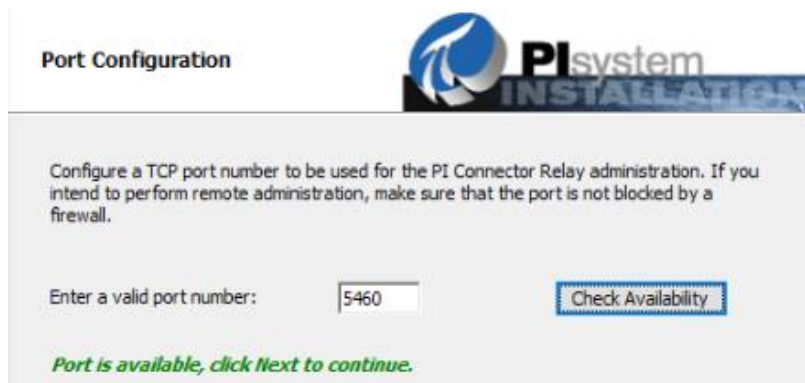 Port Configuration
PIsystem
INSTALLATION
Configure a TCP port number to be used for the PI Connector Relay administration. If you
intend to perform remote administration, make sure that the port is not blocked by a
firewall.
Enter a valid port number: 5460 Check Availability
Port is available, click Next to continue.